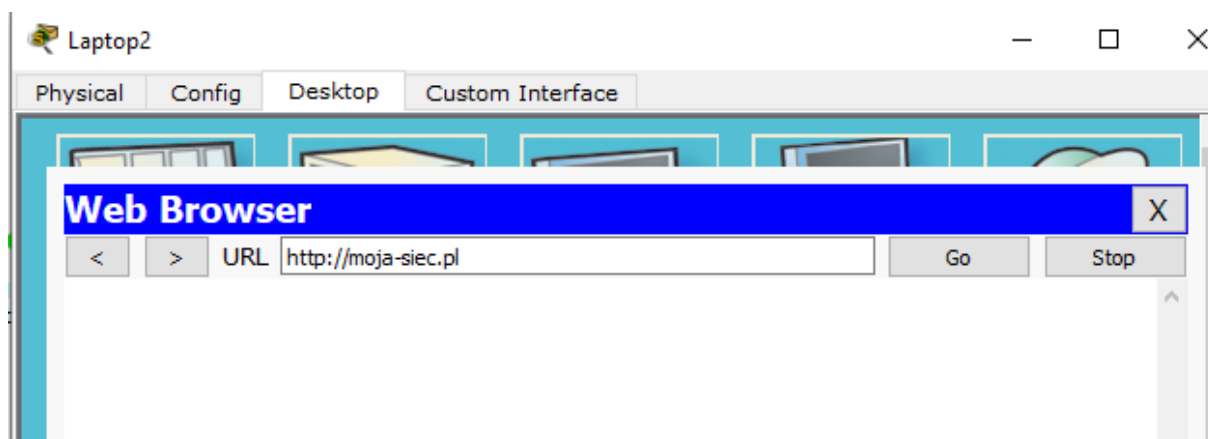 Laptop2
Physical Config Desktop Custom Interface
Web Browser X
< > URL http://moja-siec.pl Go Stop